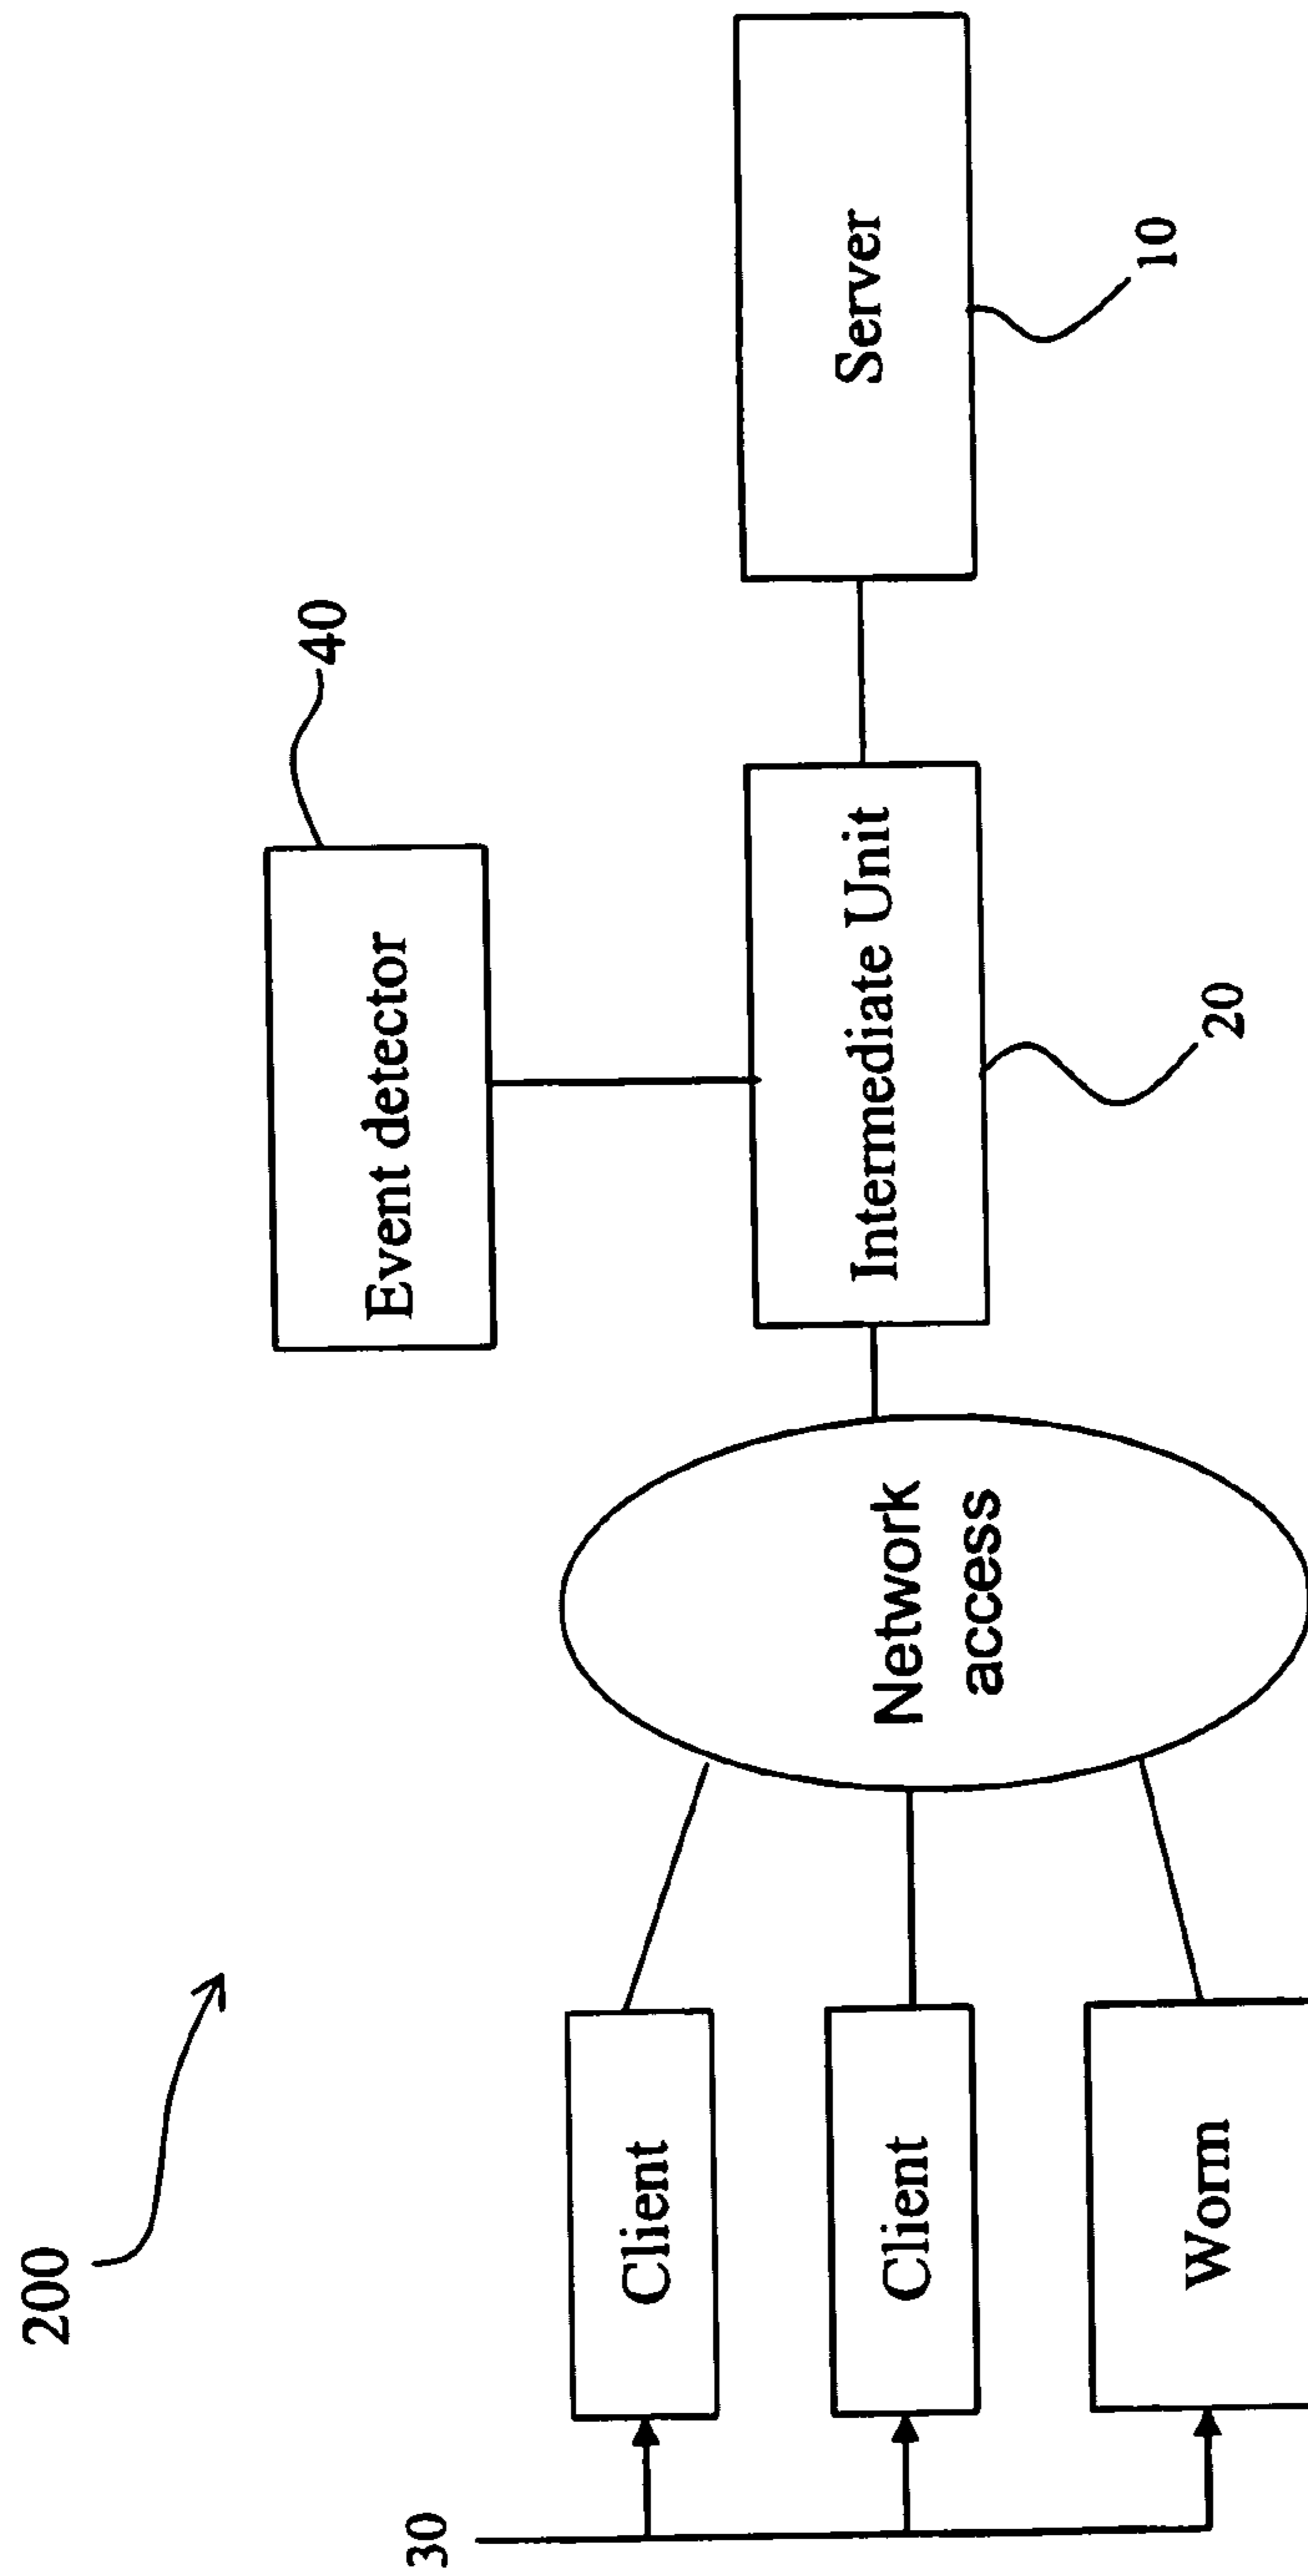 200
30
Client
Client
Worm
Network
access
Event detector
40
Intermediate Unit
20
Server
10